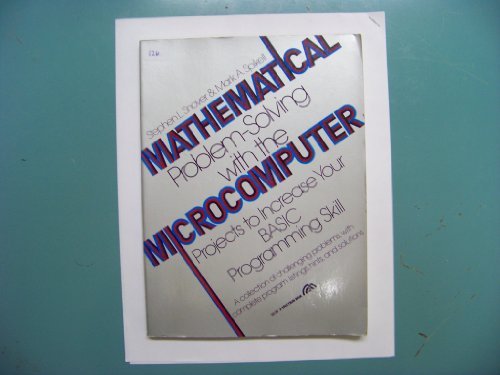 Stephen L. Snover & Mark A. Spikell
MATHEMATICAL
Problem-Solving
with the
MICROCOMPUTER
Projects to Increase Your
BASIC
Programming Skill
A collection of challenging problems, with
complete program listings, hints, and solutions